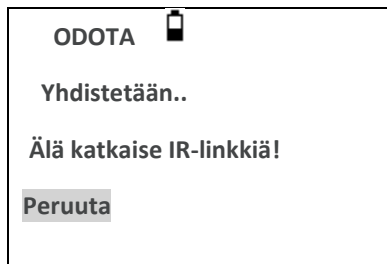 ODOTA
Yhdistetään..
Älä katkaise IR-linkkiä!
Peruuta